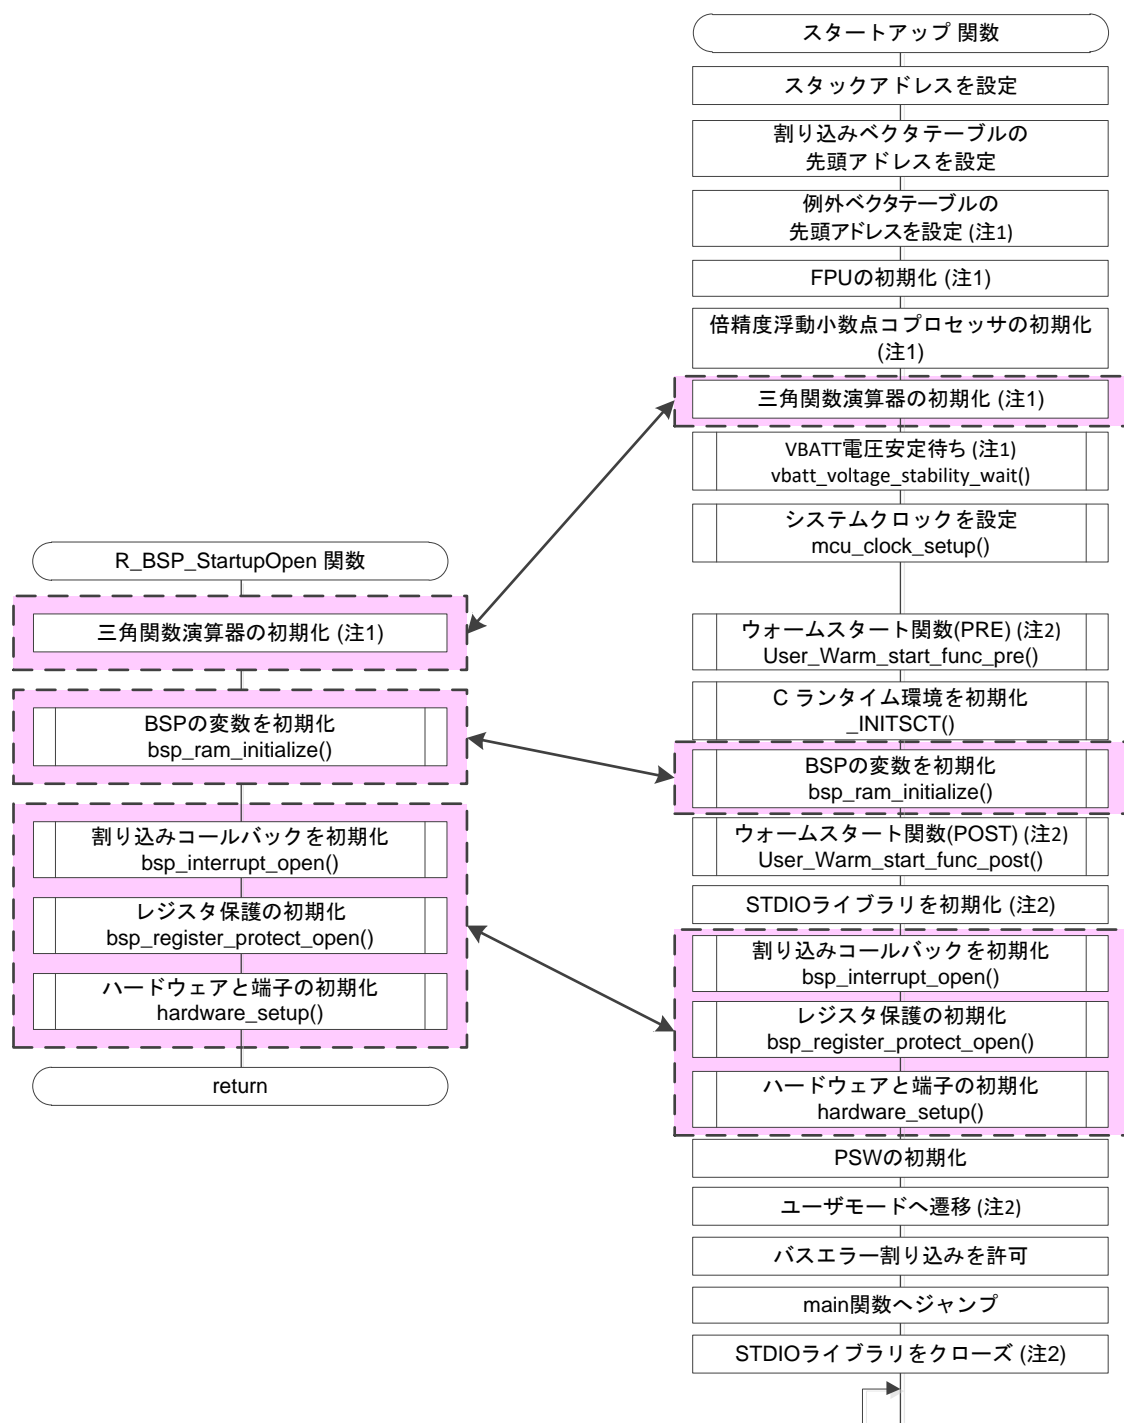 スタートアップ 関数
スタックアドレスを設定
割り込みベクタテーブルの
先頭アドレスを設定
例外ベクタテーブルの
先頭アドレスを設定 (注1)
FPUの初期化 (注1)
倍精度浮動小数点コプロセッサの初期化
(注1)
三角関数演算器の初期化 (注1)
VBATT電圧安定待ち (注1)
vbatt_voltage_stability_wait()
システムクロックを設定
mcu_clock_setup()
ウォームスタート関数(PRE) (注2)
User_Warm_start_func_pre()
C ランタイム環境を初期化
_INITSCT()
BSPの変数を初期化
bsp_ram_initialize()
ウォームスタート関数(POST) (注2)
User_Warm_start_func_post()
STDIOライブラリを初期化 (注2)
割り込みコールバックを初期化
bsp_interrupt_open()
レジスタ保護の初期化
bsp_register_protect_open()
ハードウェアと端子の初期化
hardware_setup()
PSWの初期化
ユーザモードへ遷移 (注2)
バスエラー割り込みを許可
main関数へジャンプ
STDIOライブラリをクローズ (注2)
R_BSP_StartupOpen 関数
三角関数演算器の初期化 (注1)
BSPの変数を初期化
bsp_ram_initialize()
割り込みコールバックを初期化
bsp_interrupt_open()
レジスタ保護の初期化
bsp_register_protect_open()
ハードウェアと端子の初期化
hardware_setup()
return